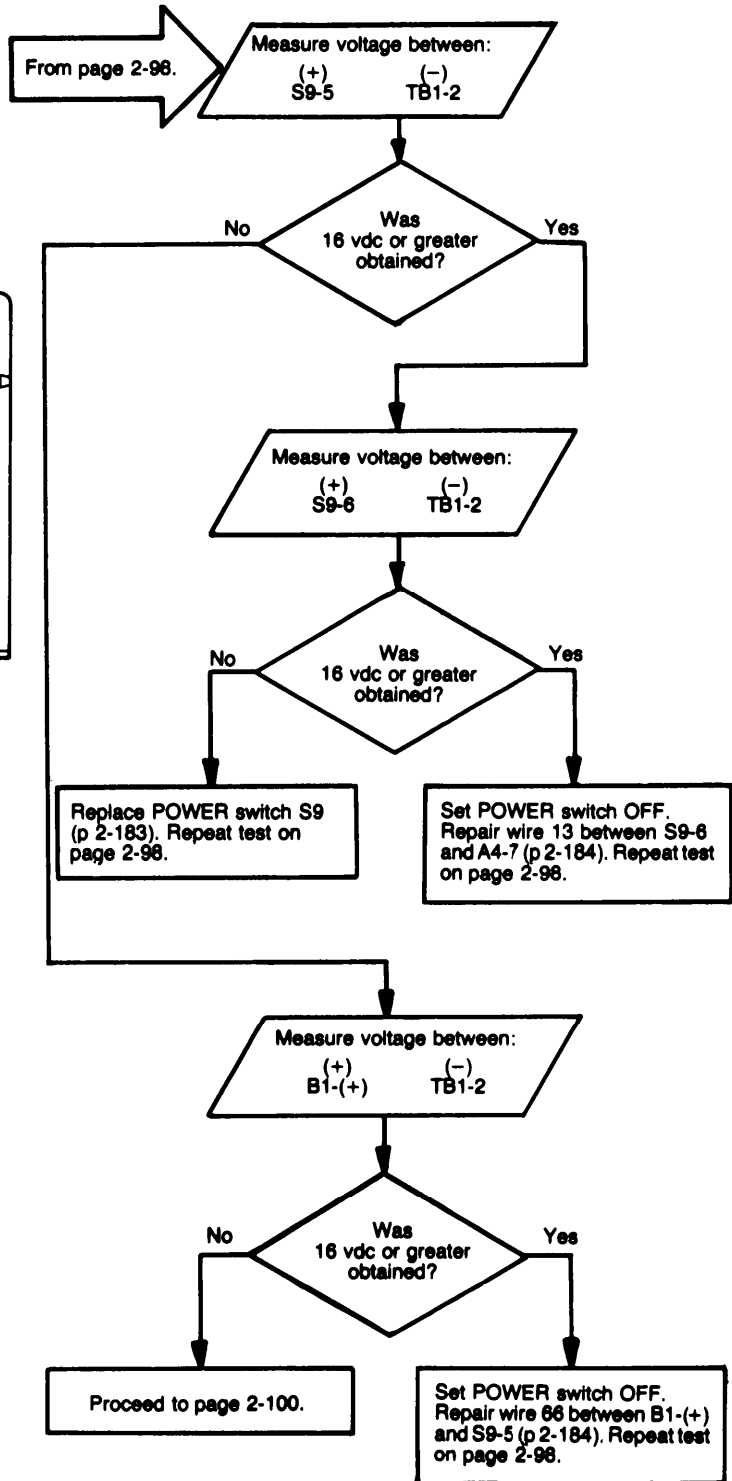 From page 2-98.
Measure voltage between:
(+) (−)
S9-5 TB1-2
No
Was
16 vdc or greater
obtained?
Yes
Measure voltage between:
(+) (−)
S9-6 TB1-2
No
Was
16 vdc or greater
obtained?
Yes
Replace POWER switch S9
(p 2-183). Repeat test on
page 2-98.
Set POWER switch OFF.
Repair wire 13 between S9-6
and A4-7 (p 2-184). Repeat test
on page 2-98.
Measure voltage between:
(+) (−)
B1-(+) TB1-2
No
Was
16 vdc or greater
obtained?
Yes
Proceed to page 2-100.
Set POWER switch OFF.
Repair wire 66 between B1-(+)
and S9-5 (p 2-184). Repeat test
on page 2-98.